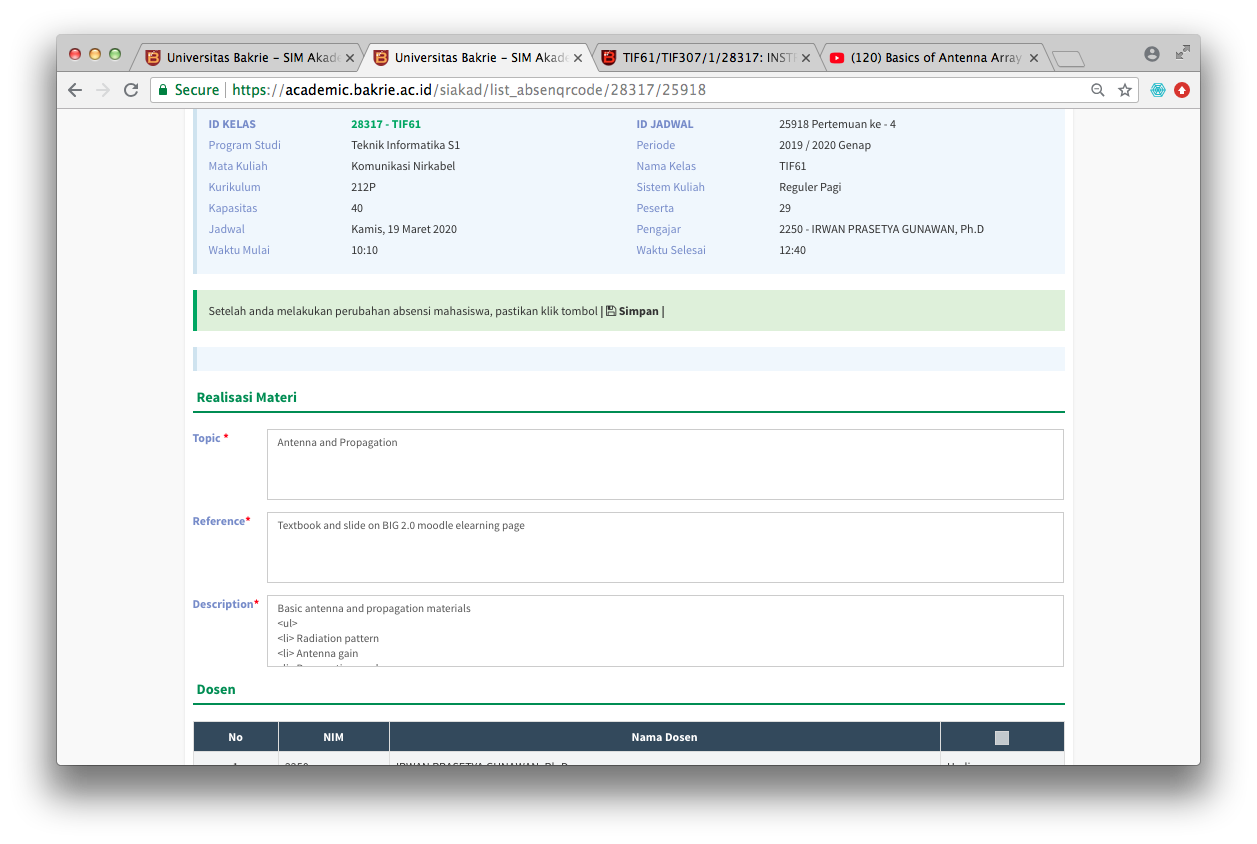 Universitas Bakrie – SIM Akad
Universitas Bakrie – SIM Akade
TIF61/TIF307/1/28317: INST
(120) Basics of Antenna Array
Secure | https://academic.bakrie.ac.id/siakad/list_absenqrcode/28317/25918
ID KELAS 28317 - TIF61 ID JADWAL 25918 Pertemuan ke - 4
Program Studi Teknik Informatika S1 Periode 2019 / 2020 Genap
Mata Kuliah Komunikasi Nirkabel Nama Kelas TIF61
Kurikulum 212P Sistem Kuliah Reguler Pagi
Kapasitas 40 Peserta 29
Jadwal Kamis, 19 Maret 2020 Pengajar 2250 - IRWAN PRASETYA GUNAWAN, Ph.D
Waktu Mulai 10:10 Waktu Selesai 12:40
Setelah anda melakukan perubahan absensi mahasiswa, pastikan klik tombol | Simpan |
Realisasi Materi
Topic * Antenna and Propagation
Reference* Textbook and slide on BIG 2.0 moodle elearning page
Description* Basic antenna and propagation materials
<ul>
<li> Radiation pattern
<li> Antenna gain
Dosen
No NIM Nama Dosen